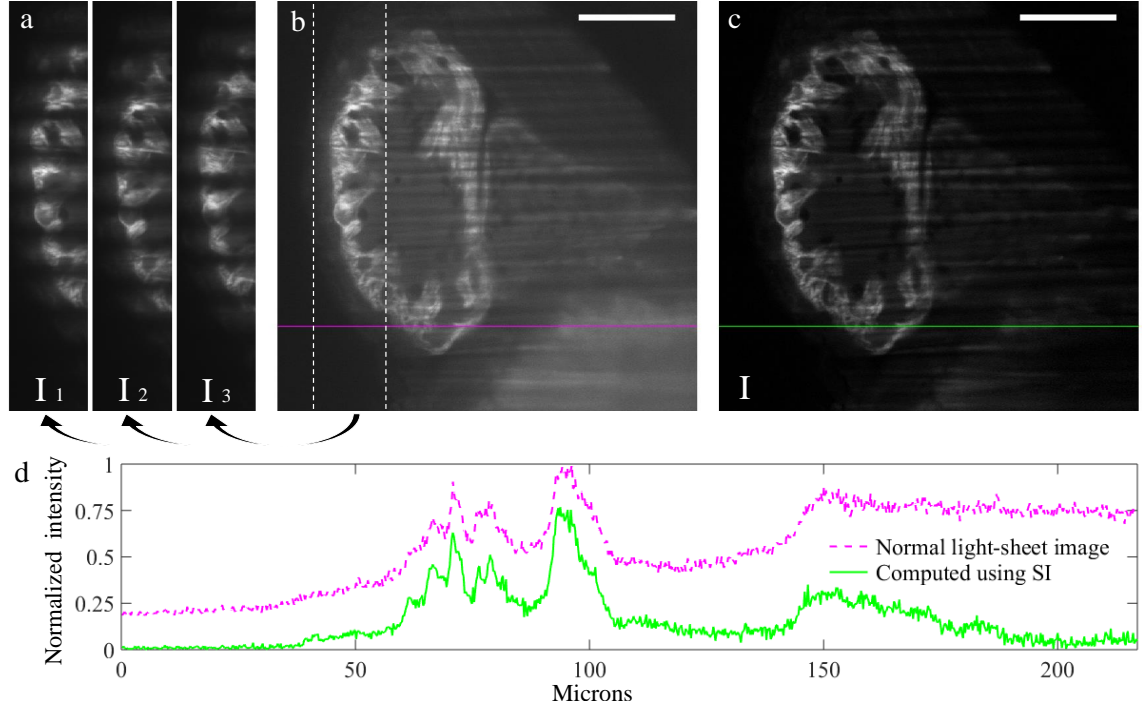 a
b
c
I 1
I 2
I 3
I
d
Normalized intensity
1
0.75
0.5
0.25
0
Normal light-sheet image
Computed using SI
0
50
100
150
200
Microns